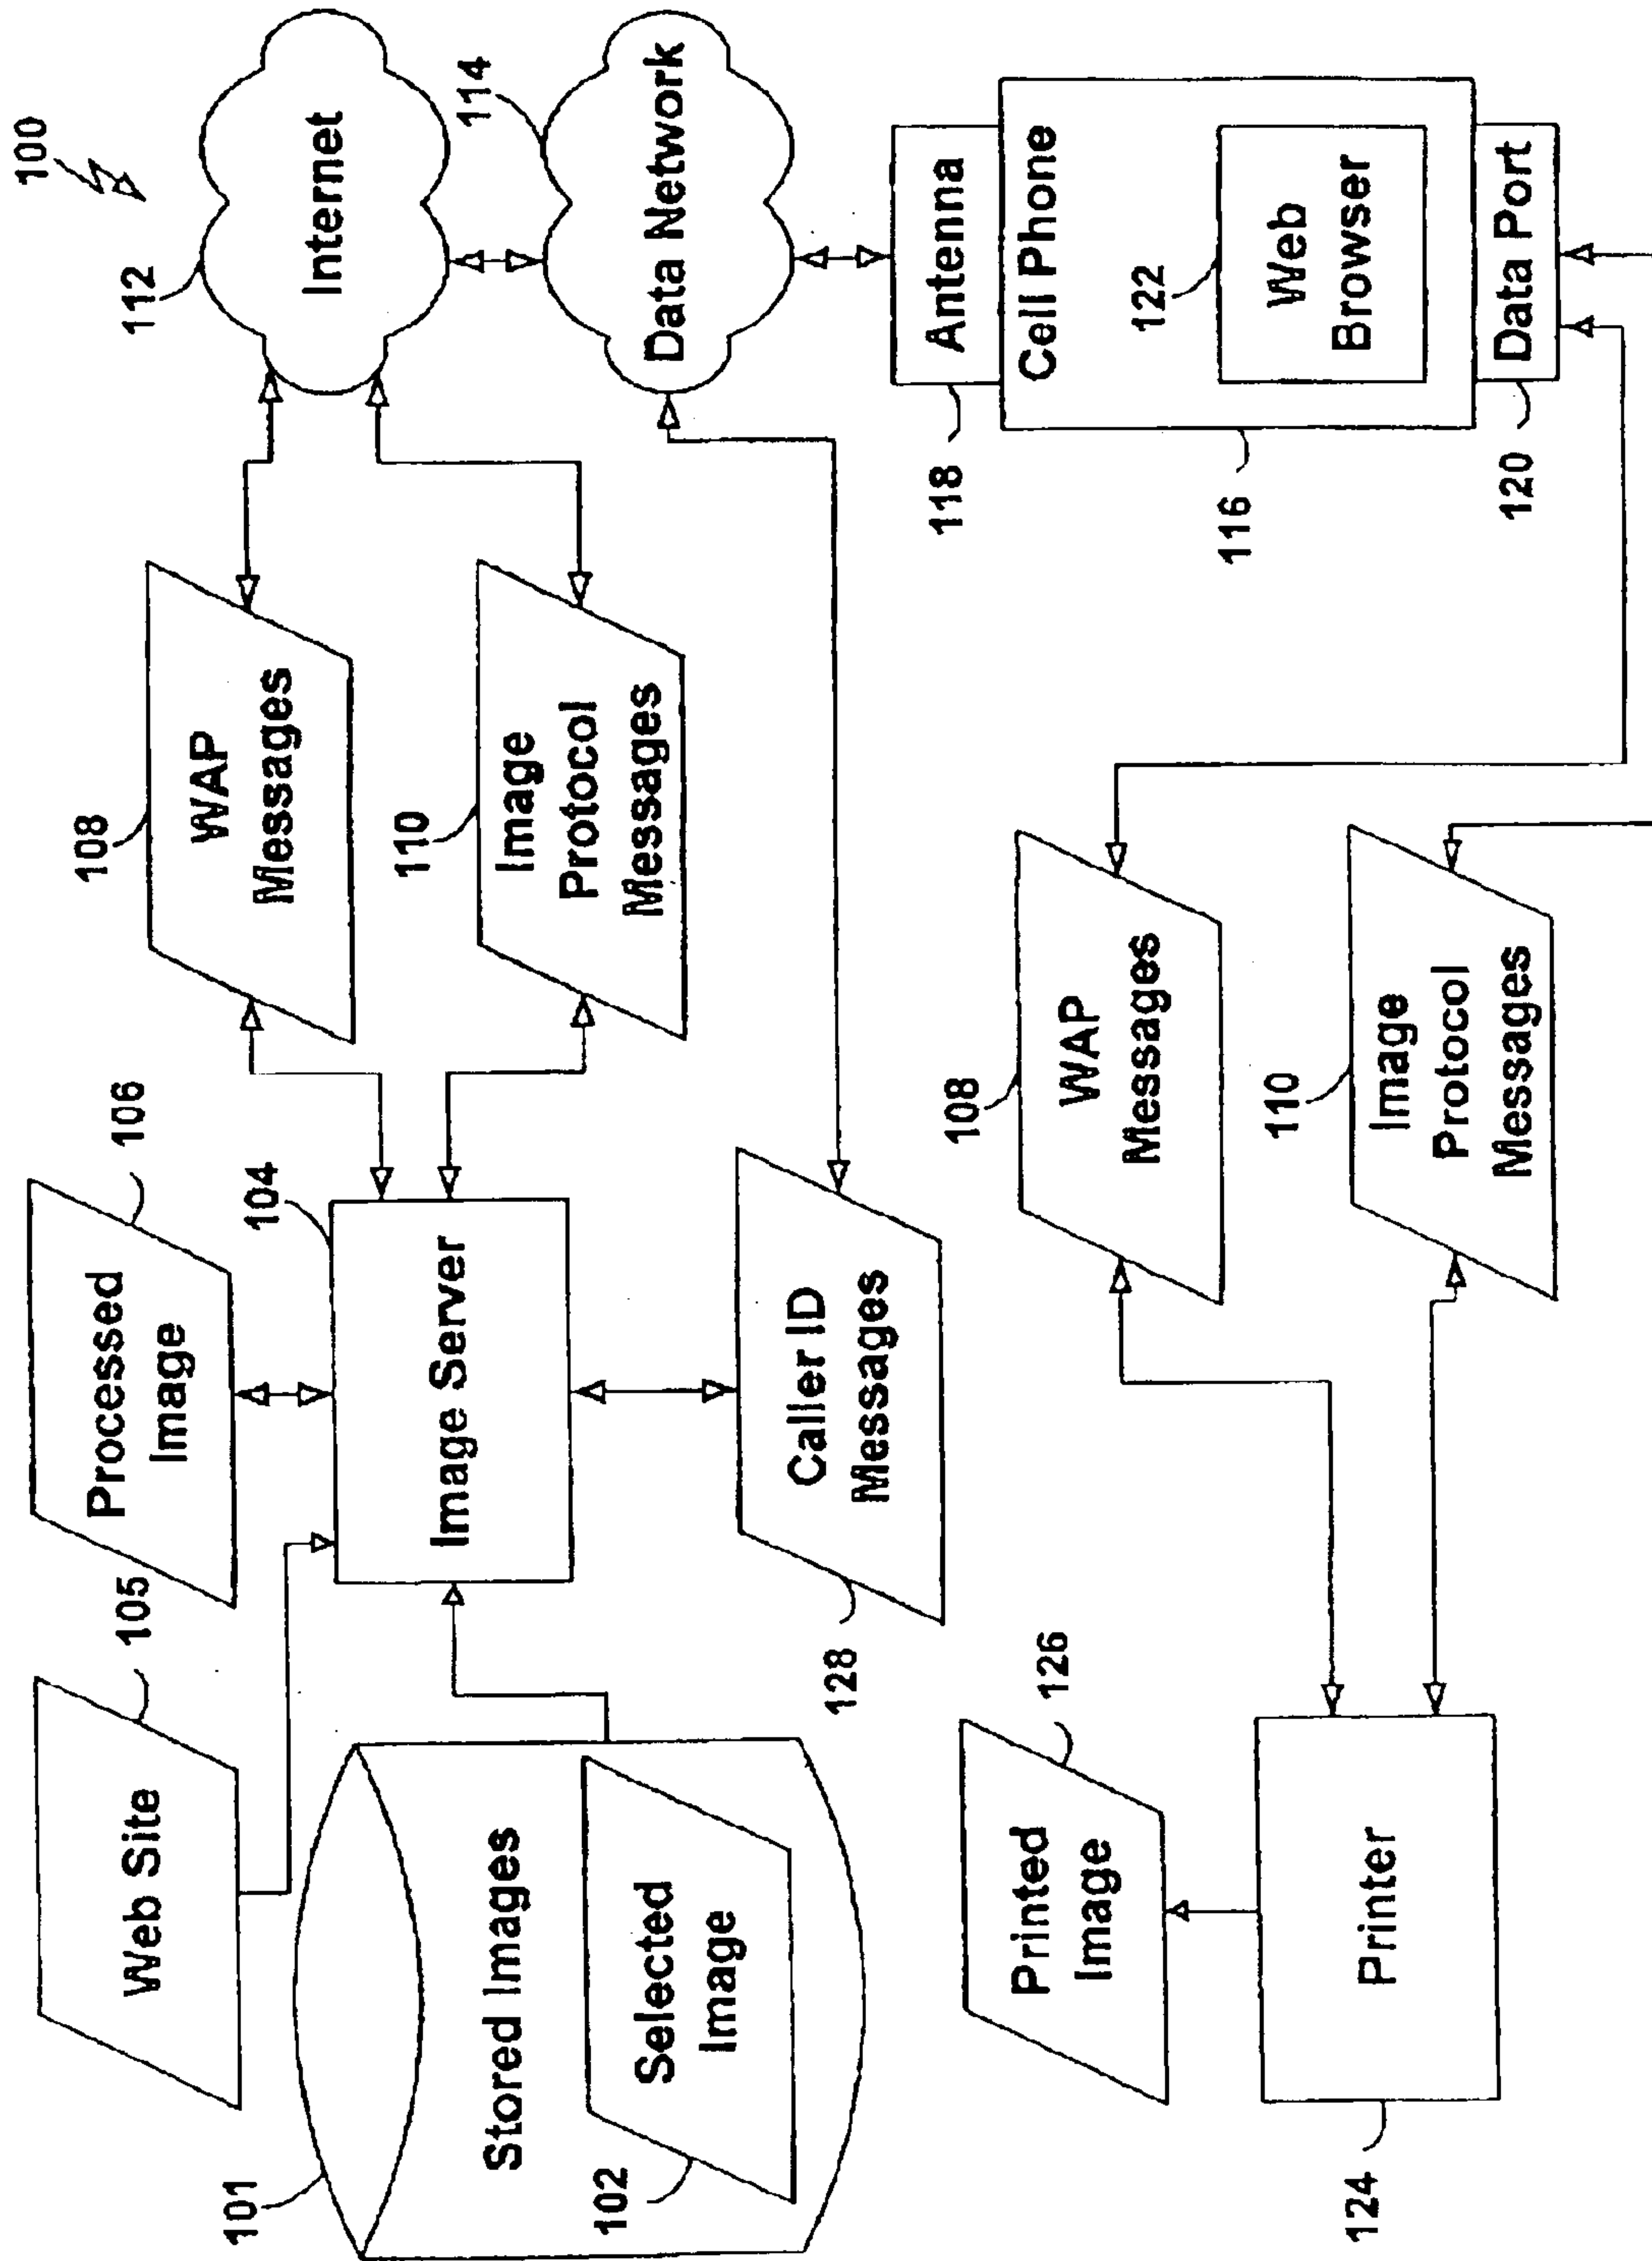 100
Web Site
105
Processed
Image
106
112
Internet
101
Stored Images
102
Selected
Image
104
Image Server
108
WAP
Messages
110
Image
Protocol
Messages
114
Data Network
128
Caller ID
Messages
118
Antenna
Cell Phone
116
122
Web
Browser
120
Data Port
126
Printed
Image
108
WAP
Messages
110
Image
Protocol
Messages
124
Printer